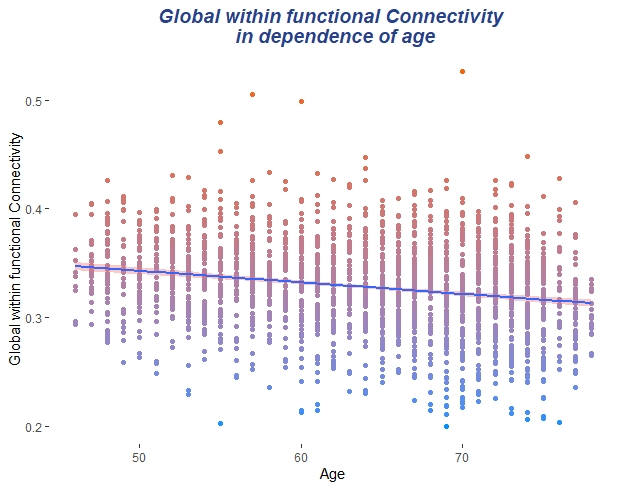 Global within functional Connectivity
in dependence of age
Global within functional Connectivity
0.5
0.4
0.3
0.2
50
60
70
Age